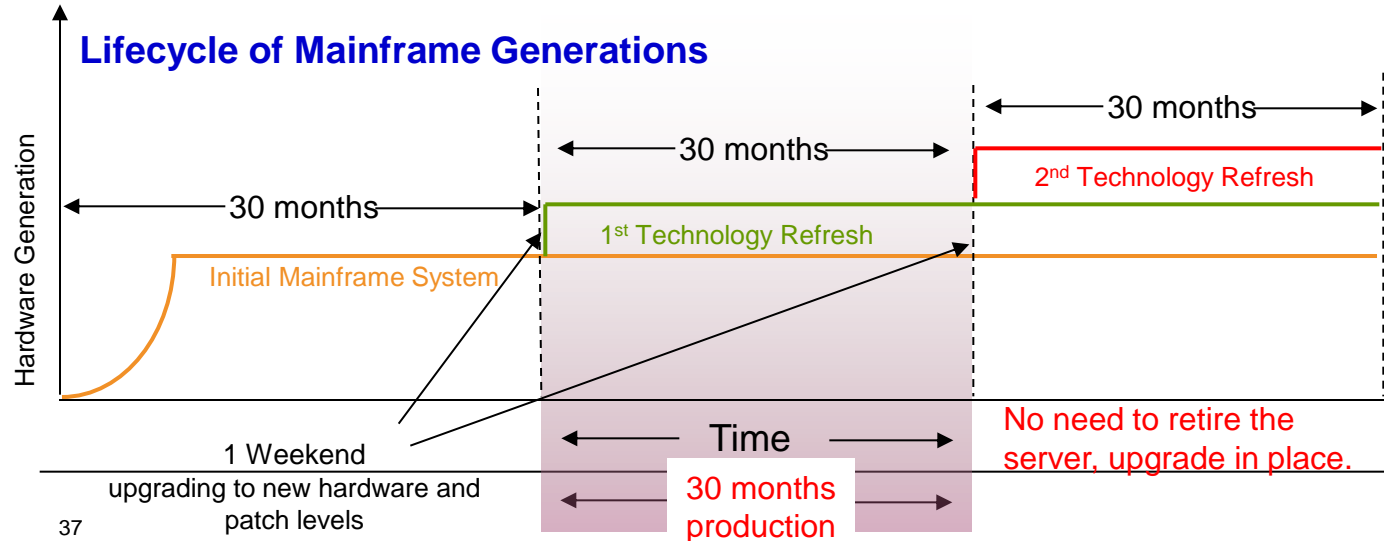 Lifecycle of Mainframe Generations
Hardware Generation
30 months
30 months
30 months
2nd Technology Refresh
1st Technology Refresh
Initial Mainframe System
Time
1 Weekend
upgrading to new hardware and
patch levels
30 months
production
No need to retire the
server, upgrade in place.
37